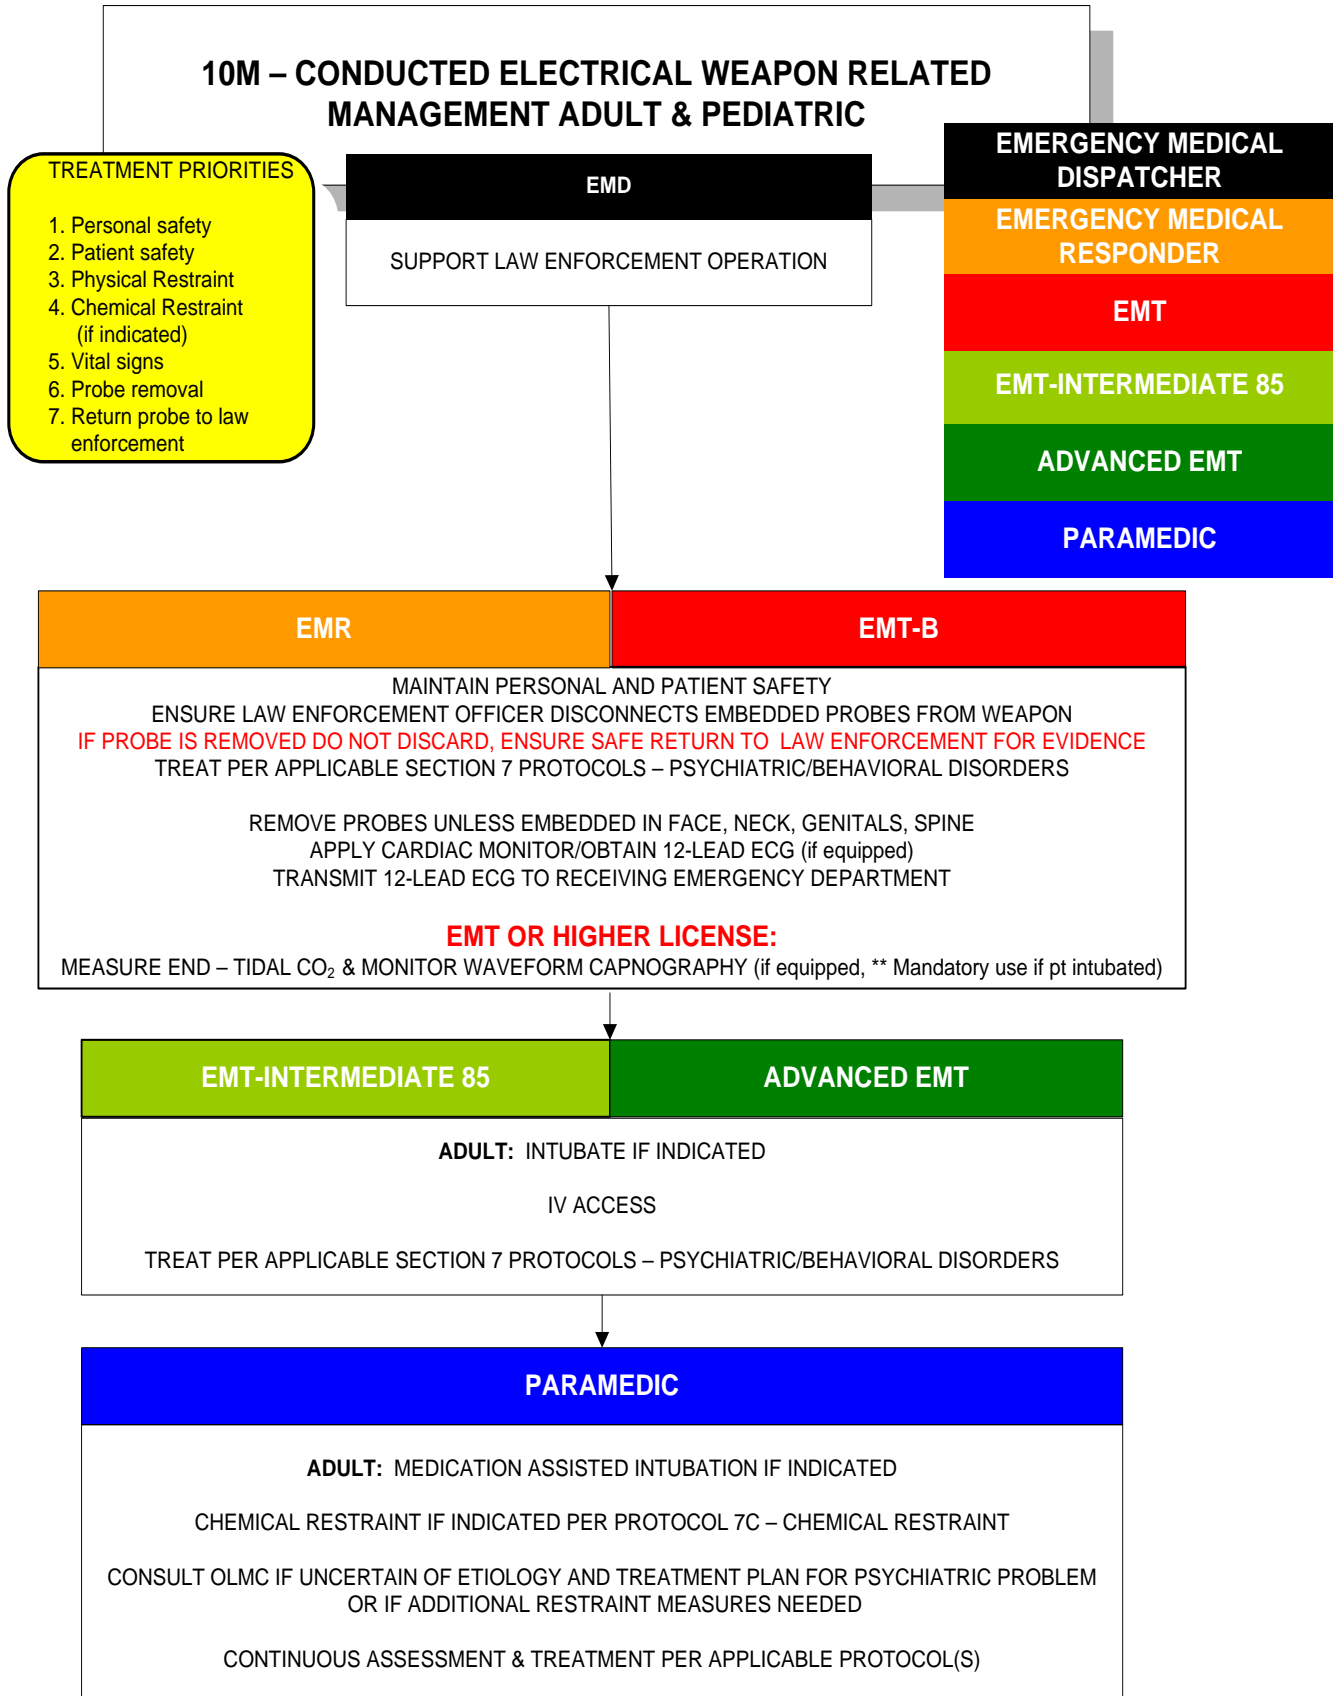 10M – CONDUCTED ELECTRICAL WEAPON RELATED
MANAGEMENT ADULT & PEDIATRIC
TREATMENT PRIORITIES
1. Personal safety
2. Patient safety
3. Physical Restraint
4. Chemical Restraint
(if indicated)
5. Vital signs
6. Probe removal
7. Return probe to law
enforcement
EMD
SUPPORT LAW ENFORCEMENT OPERATION
EMERGENCY MEDICAL
DISPATCHER
EMERGENCY MEDICAL
RESPONDER
EMT
EMT-INTERMEDIATE 85
ADVANCED EMT
PARAMEDIC
EMR
EMT-B
MAINTAIN PERSONAL AND PATIENT SAFETY
ENSURE LAW ENFORCEMENT OFFICER DISCONNECTS EMBEDDED PROBES FROM WEAPON
IF PROBE IS REMOVED DO NOT DISCARD, ENSURE SAFE RETURN TO LAW ENFORCEMENT FOR EVIDENCE
TREAT PER APPLICABLE SECTION 7 PROTOCOLS – PSYCHIATRIC/BEHAVIORAL DISORDERS
REMOVE PROBES UNLESS EMBEDDED IN FACE, NECK, GENITALS, SPINE
APPLY CARDIAC MONITOR/OBTAIN 12-LEAD ECG (if equipped)
TRANSMIT 12-LEAD ECG TO RECEIVING EMERGENCY DEPARTMENT
EMT OR HIGHER LICENSE:
MEASURE END – TIDAL CO₂ & MONITOR WAVEFORM CAPNOGRAPHY (if equipped, ** Mandatory use if pt intubated)
EMT-INTERMEDIATE 85
ADVANCED EMT
ADULT: INTUBATE IF INDICATED
IV ACCESS
TREAT PER APPLICABLE SECTION 7 PROTOCOLS – PSYCHIATRIC/BEHAVIORAL DISORDERS
PARAMEDIC
ADULT: MEDICATION ASSISTED INTUBATION IF INDICATED
CHEMICAL RESTRAINT IF INDICATED PER PROTOCOL 7C – CHEMICAL RESTRAINT
CONSULT OLMC IF UNCERTAIN OF ETIOLOGY AND TREATMENT PLAN FOR PSYCHIATRIC PROBLEM
OR IF ADDITIONAL RESTRAINT MEASURES NEEDED
CONTINUOUS ASSESSMENT & TREATMENT PER APPLICABLE PROTOCOL(S)